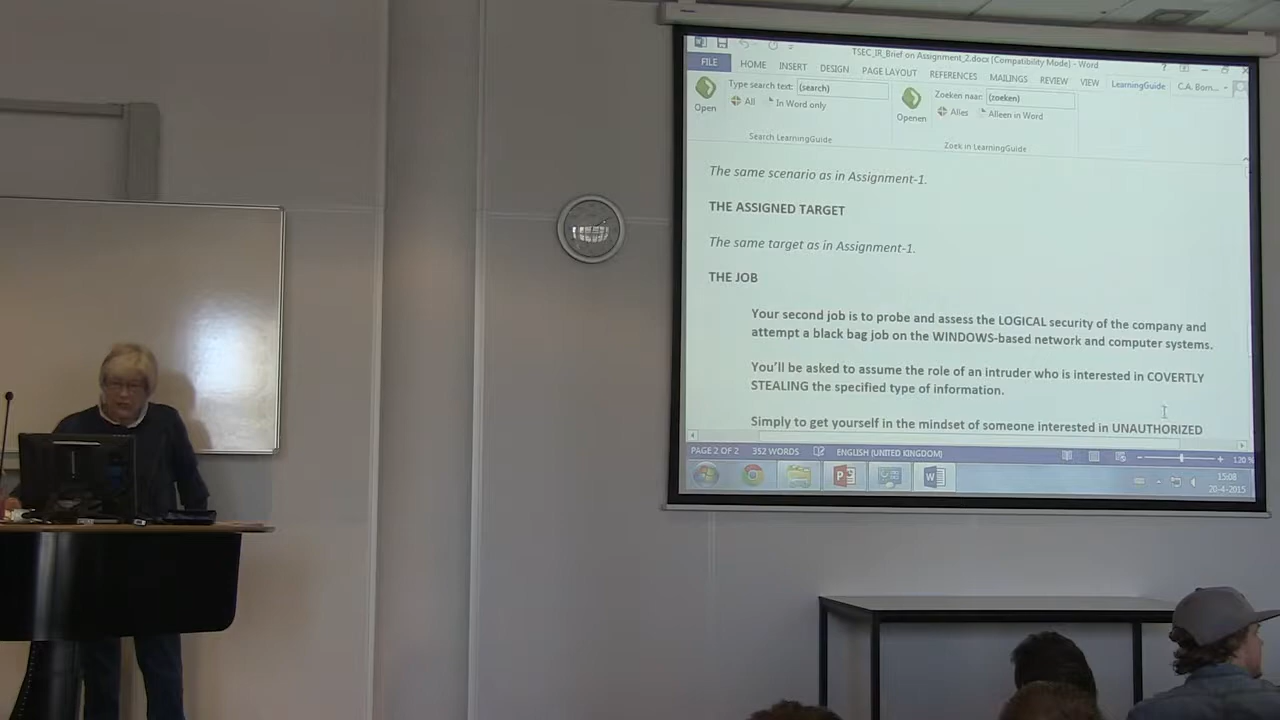 TSEC_IR_Brief on Assignment_2.docx [Compatibility Mode] - Word
FILE HOME INSERT DESIGN PAGE LAYOUT REFERENCES MAILINGS REVIEW VIEW LearningGuide C.A. Bom...
Type search text: (search)
Zoeken naar: (zoeken)
All In Word only
Alles Alleen in Word
Open
Openen
Search LearningGuide
Zoek in LearningGuide
The same scenario as in Assignment-1.
THE ASSIGNED TARGET
The same target as in Assignment-1.
THE JOB
Your second job is to probe and assess the LOGICAL security of the company and
attempt a black bag job on the WINDOWS-based network and computer systems.
You'll be asked to assume the role of an intruder who is interested in COVERTLY
STEALING the specified type of information.
Simply to get yourself in the mindset of someone interested in UNAUTHORIZED
PAGE 2 OF 2 352 WORDS ENGLISH (UNITED KINGDOM) 120 %
15:08
20-4-2015